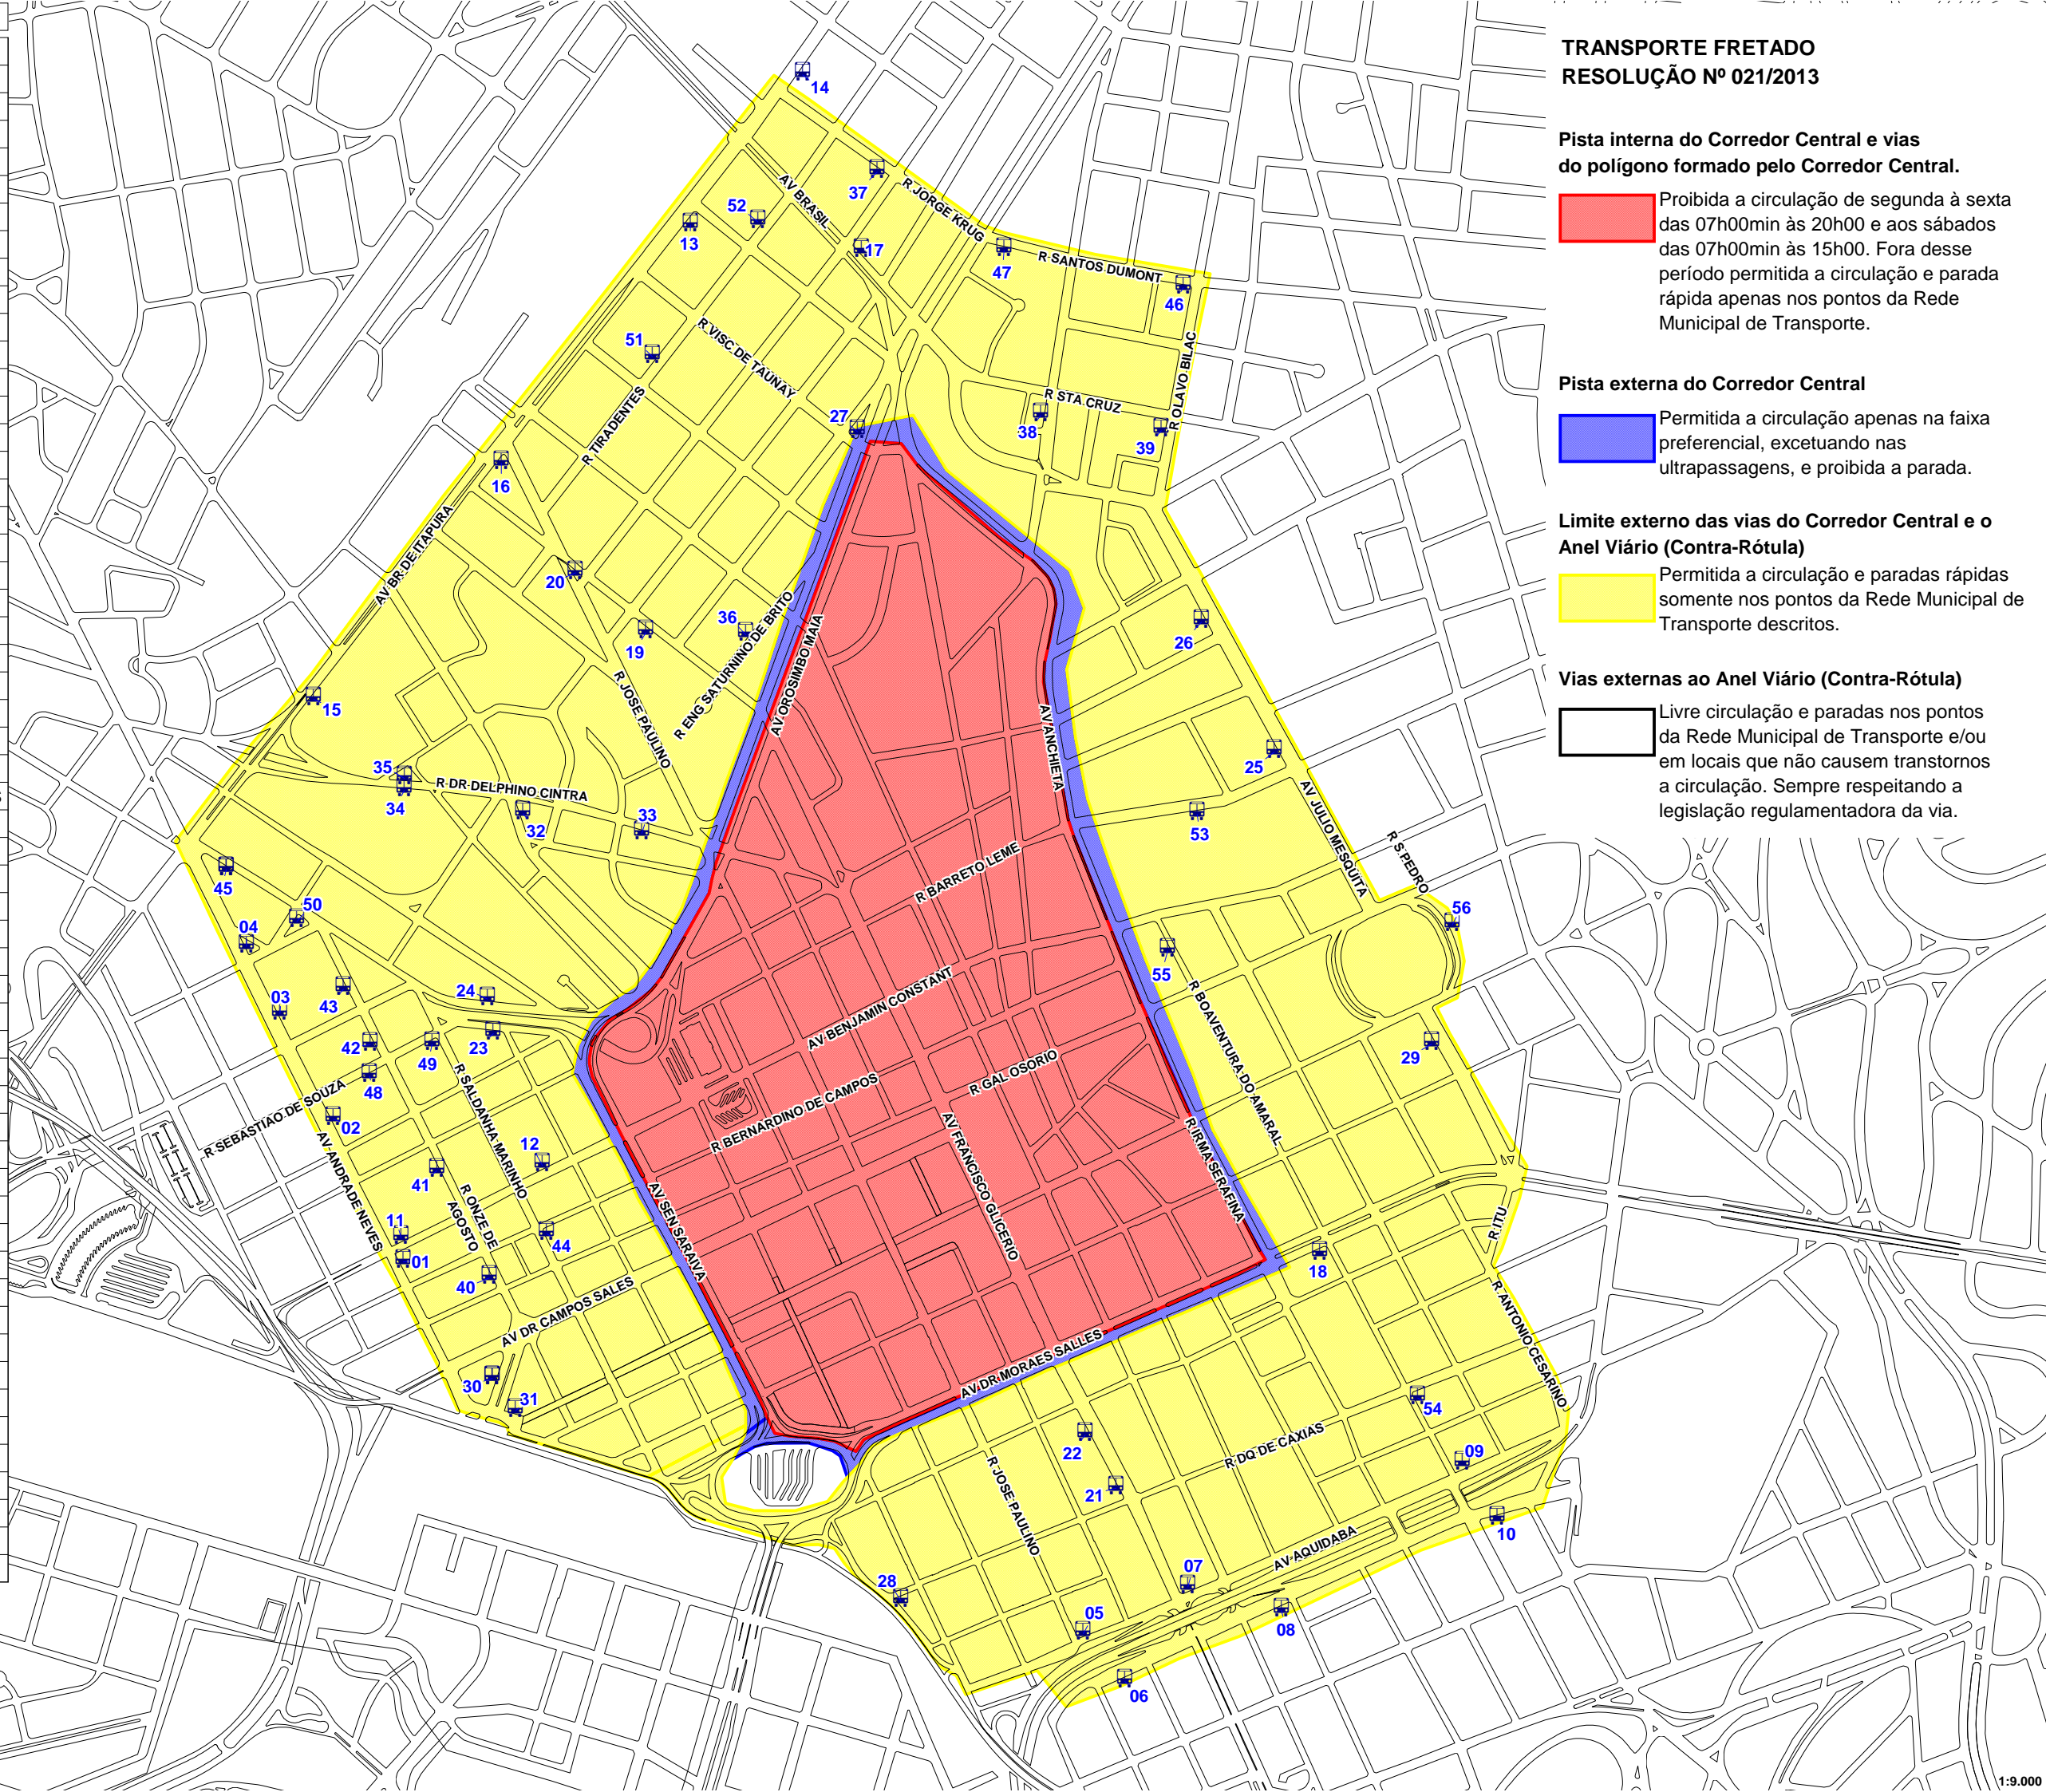 TRANSPORTE FRETADO
RESOLUÇÃO Nº 021/2013
Pista interna do Corredor Central e vias
do polígono formado pelo Corredor Central.
Proibida a circulação de segunda à sexta
das 07h00min às 20h00 e aos sábados
das 07h00min às 15h00. Fora desse
período permitida a circulação e parada
rápida apenas nos pontos da Rede
Municipal de Transporte.
Pista externa do Corredor Central
Permitida a circulação apenas na faixa
preferencial, excetuando nas
ultrapassagens, e proibida a parada.
Limite externo das vias do Corredor Central e o
Anel Viário (Contra-Rótula)
Permitida a circulação e paradas rápidas
somente nos pontos da Rede Municipal de
Transporte descritos.
Vias externas ao Anel Viário (Contra-Rótula)
Livre circulação e paradas nos pontos
da Rede Municipal de Transporte e/ou
em locais que não causem transtornos
a circulação. Sempre respeitando a
legislação regulamentadora da via.
14
37
AV BRASIL
R JORGE KRUG
52
13
17
47
R SANTOS DUMONT
46
51
R VISC DE TAUNAY
R TIRADENTES
R OLAVO BILAC
27
R STA CRUZ
38
39
16
AV BR DE ITAPURA
20
36
19
26
R JOSE PAULINO
R ENG SATURNINO DE BRITO
AV OROSIMBO MAIA
15
AV ANCHIETA
25
35
34
R DR DELPHINO CINTRA
32
33
53
AV JULIO MESQUITA
R S PEDRO
45
R BARRETO LEME
50
04
56
55
43
24
03
AV BENJAMIN CONSTANT
R BOAVENTURA DO AMARAL
42
49
23
29
48
R SALDANHA MARINHO
R SEBASTIAO DE SOUZA
02
R BERNARDINO DE CAMPOS
R GAL OSORIO
AV FRANCISCO GLICERIO
R IRMA SERAFINA
AV ANDRADE NEVES
12
41
R ONZE DE
AGOSTO
AV SEN SARAIVA
11
01
44
40
R ITU
18
AV DR CAMPOS SALES
R ANTONIO CESARINO
AV DR MORAES SALLES
30
31
54
22
R DQ DE CAXIAS
09
21
R JOSE PAULINO
10
AV AQUIDABA
28
07
05
08
06
1:9.000